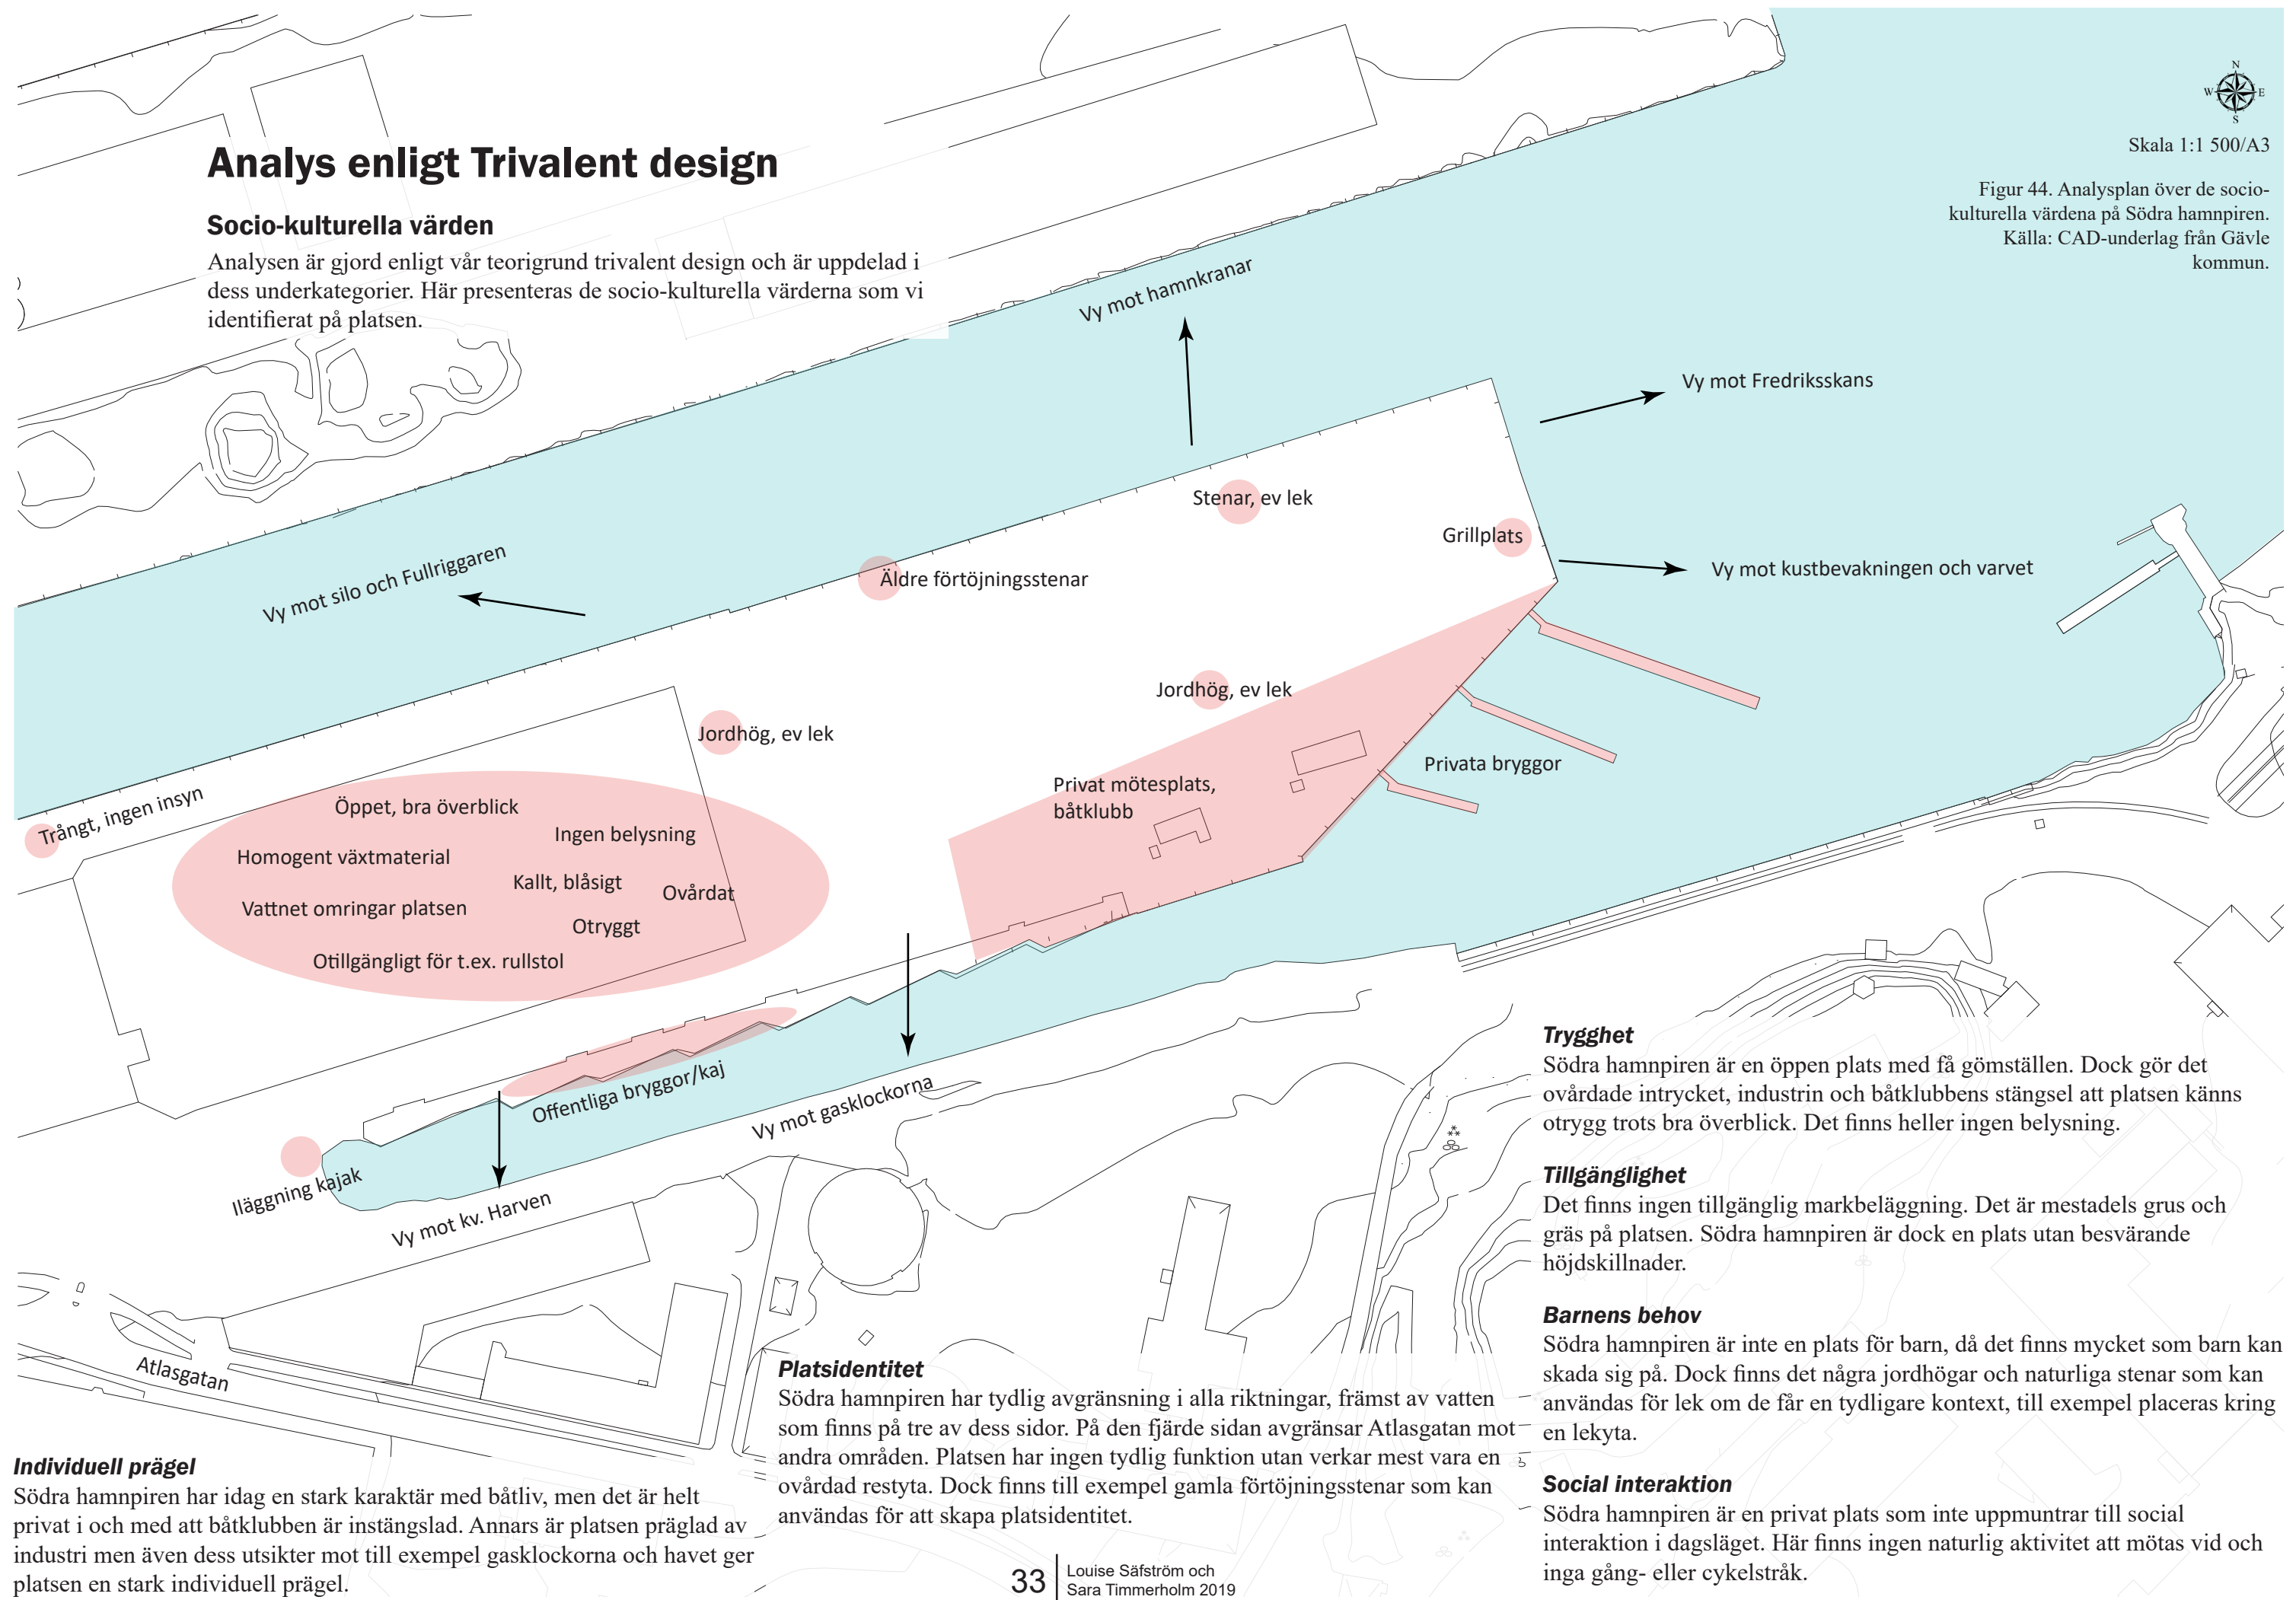 Analys enligt Trivalent design
Socio-kulturella värden
Analysen är gjord enligt vår teorigrund trivalent design och är uppdelad i
dess underkategorier. Här presenteras de socio-kulturella värderna som vi
identifierat på platsen.
N
W
E
S
Skala 1:1 500/A3
Figur 44. Analysplan över de socio-
kulturella värdena på Södra hamnpiren.
Källa: CAD-underlag från Gävle
kommun.
Vy mot hamnkranar
Vy mot Fredriksskans
Stenar, ev lek
Grillplats
Vy mot silo och Fullriggaren
Äldre förtöjningsstenar
Vy mot kustbevakningen och varvet
Jordhög, ev lek
Jordhög, ev lek
Privat mötesplats,
båtklubb
Privata bryggor
Trångt, ingen insyn
Öppet, bra överblick
Ingen belysning
Homogent växtmaterial
Kallt, blåsigt
Ovårdat
Vattnet omringar platsen
Otryggt
Otillgängligt för t.ex. rullstol
Offentliga bryggor/kaj
Vy mot gasklockorna
Iläggning kajak
Vy mot kv. Harven
Atlasgatan
Individuell prägel
Södra hamnpiren har idag en stark karaktär med båtliv, men det är helt
privat i och med att båtklubben är instängslad. Annars är platsen präglad av
industri men även dess utsikter mot till exempel gasklockorna och havet ger
platsen en stark individuell prägel.
Platsidentitet
Södra hamnpiren har tydlig avgränsning i alla riktningar, främst av vatten
som finns på tre av dess sidor. På den fjärde sidan avgränsar Atlasgatan mot
andra områden. Platsen har ingen tydlig funktion utan verkar mest vara en
ovårdad restyta. Dock finns till exempel gamla förtöjningsstenar som kan
användas för att skapa platsidentitet.
Trygghet
Södra hamnpiren är en öppen plats med få gömställen. Dock gör det
ovårdade intrycket, industrin och båtklubbens stängsel att platsen känns
otrygg trots bra överblick. Det finns heller ingen belysning.
Tillgänglighet
Det finns ingen tillgänglig markbeläggning. Det är mestadels grus och
gräs på platsen. Södra hamnpiren är dock en plats utan besvärande
höjdskillnader.
Barnens behov
Södra hamnpiren är inte en plats för barn, då det finns mycket som barn kan
skada sig på. Dock finns det några jordhögar och naturliga stenar som kan
användas för lek om de får en tydligare kontext, till exempel placeras kring
en lekyta.
Social interaktion
Södra hamnpiren är en privat plats som inte uppmuntrar till social
interaktion i dagsläget. Här finns ingen naturlig aktivitet att mötas vid och
inga gång- eller cykelstråk.
33
Louise Säfström och
Sara Timmerholm 2019